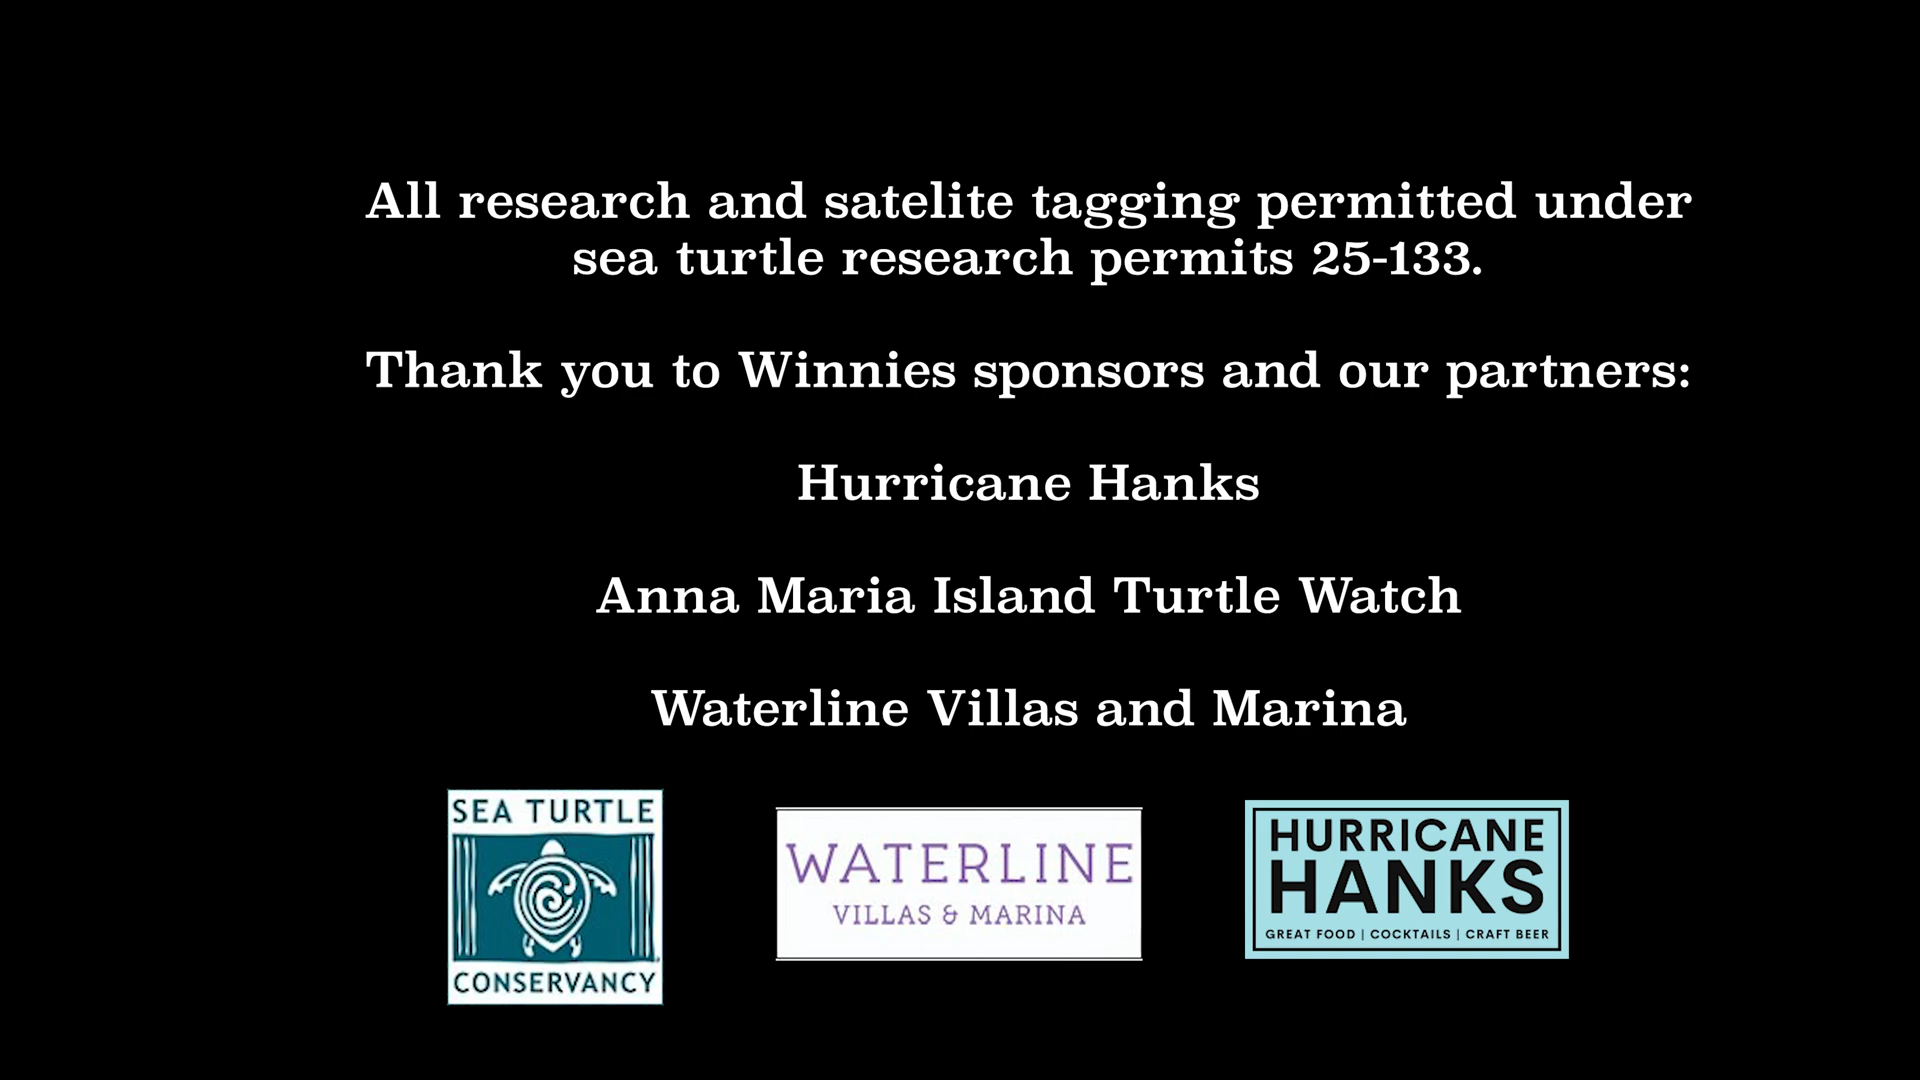 All research and satelite tagging permitted under
sea turtle research permits 25-133.
Thank you to Winnies sponsors and our partners:
Hurricane Hanks
Anna Maria Island Turtle Watch
Waterline Villas and Marina
SEA TURTLE
CONSERVANCY
WATERLINE
VILLAS & MARINA
HURRICANE
HANKS
GREAT FOOD | COCKTAILS | CRAFT BEER